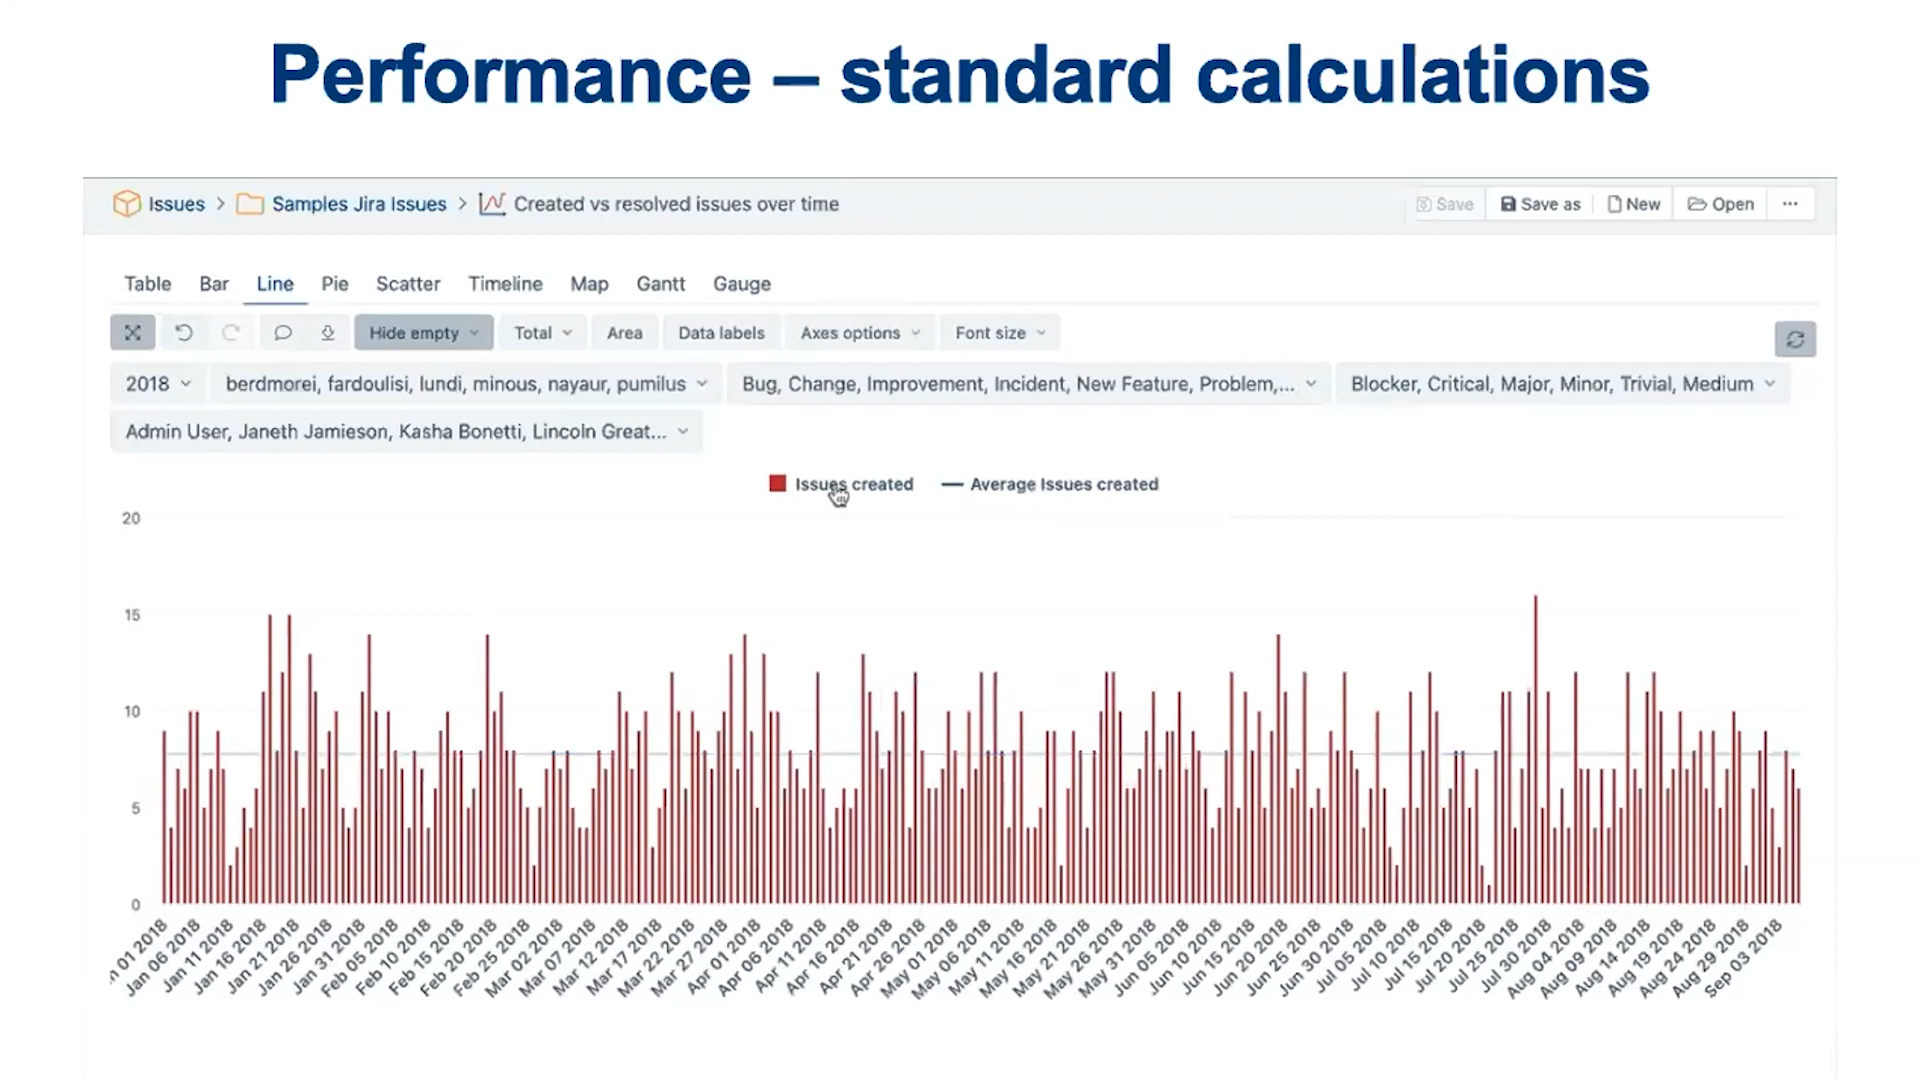 Performance – standard calculations
Issues > Samples Jira Issues > Created vs resolved issues over time
Save Save as New Open ...
Table Bar Line Pie Scatter Timeline Map Gantt Gauge
Hide empty Total Area Data labels Axes options Font size
2018 berdmorei, fardoulisi, lundi, minous, nayaur, pumilus Bug, Change, Improvement, Incident, New Feature, Problem,... Blocker, Critical, Major, Minor, Trivial, Medium
Admin User, Janeth Jamieson, Kasha Bonetti, Lincoln Great...
Issues created Average Issues created
20
15
10
5
0
n 01 2018 Jan 06 2018 Jan 11 2018 Jan 16 2018 Jan 21 2018 Jan 26 2018 Jan 31 2018 Feb 05 2018 Feb 10 2018 Feb 15 2018 Feb 20 2018 Feb 25 2018 Mar 02 2018 Mar 07 2018 Mar 12 2018 Mar 17 2018 Mar 22 2018 Mar 27 2018 Apr 01 2018 Apr 06 2018 Apr 11 2018 Apr 16 2018 Apr 21 2018 Apr 26 2018 May 01 2018 May 06 2018 May 11 2018 May 16 2018 May 21 2018 May 26 2018 May 31 2018 Jun 05 2018 Jun 10 2018 Jun 15 2018 Jun 20 2018 Jun 25 2018 Jun 30 2018 Jul 05 2018 Jul 10 2018 Jul 15 2018 Jul 20 2018 Jul 25 2018 Jul 30 2018 Aug 04 2018 Aug 09 2018 Aug 14 2018 Aug 19 2018 Aug 24 2018 Aug 29 2018 Sep 03 2018